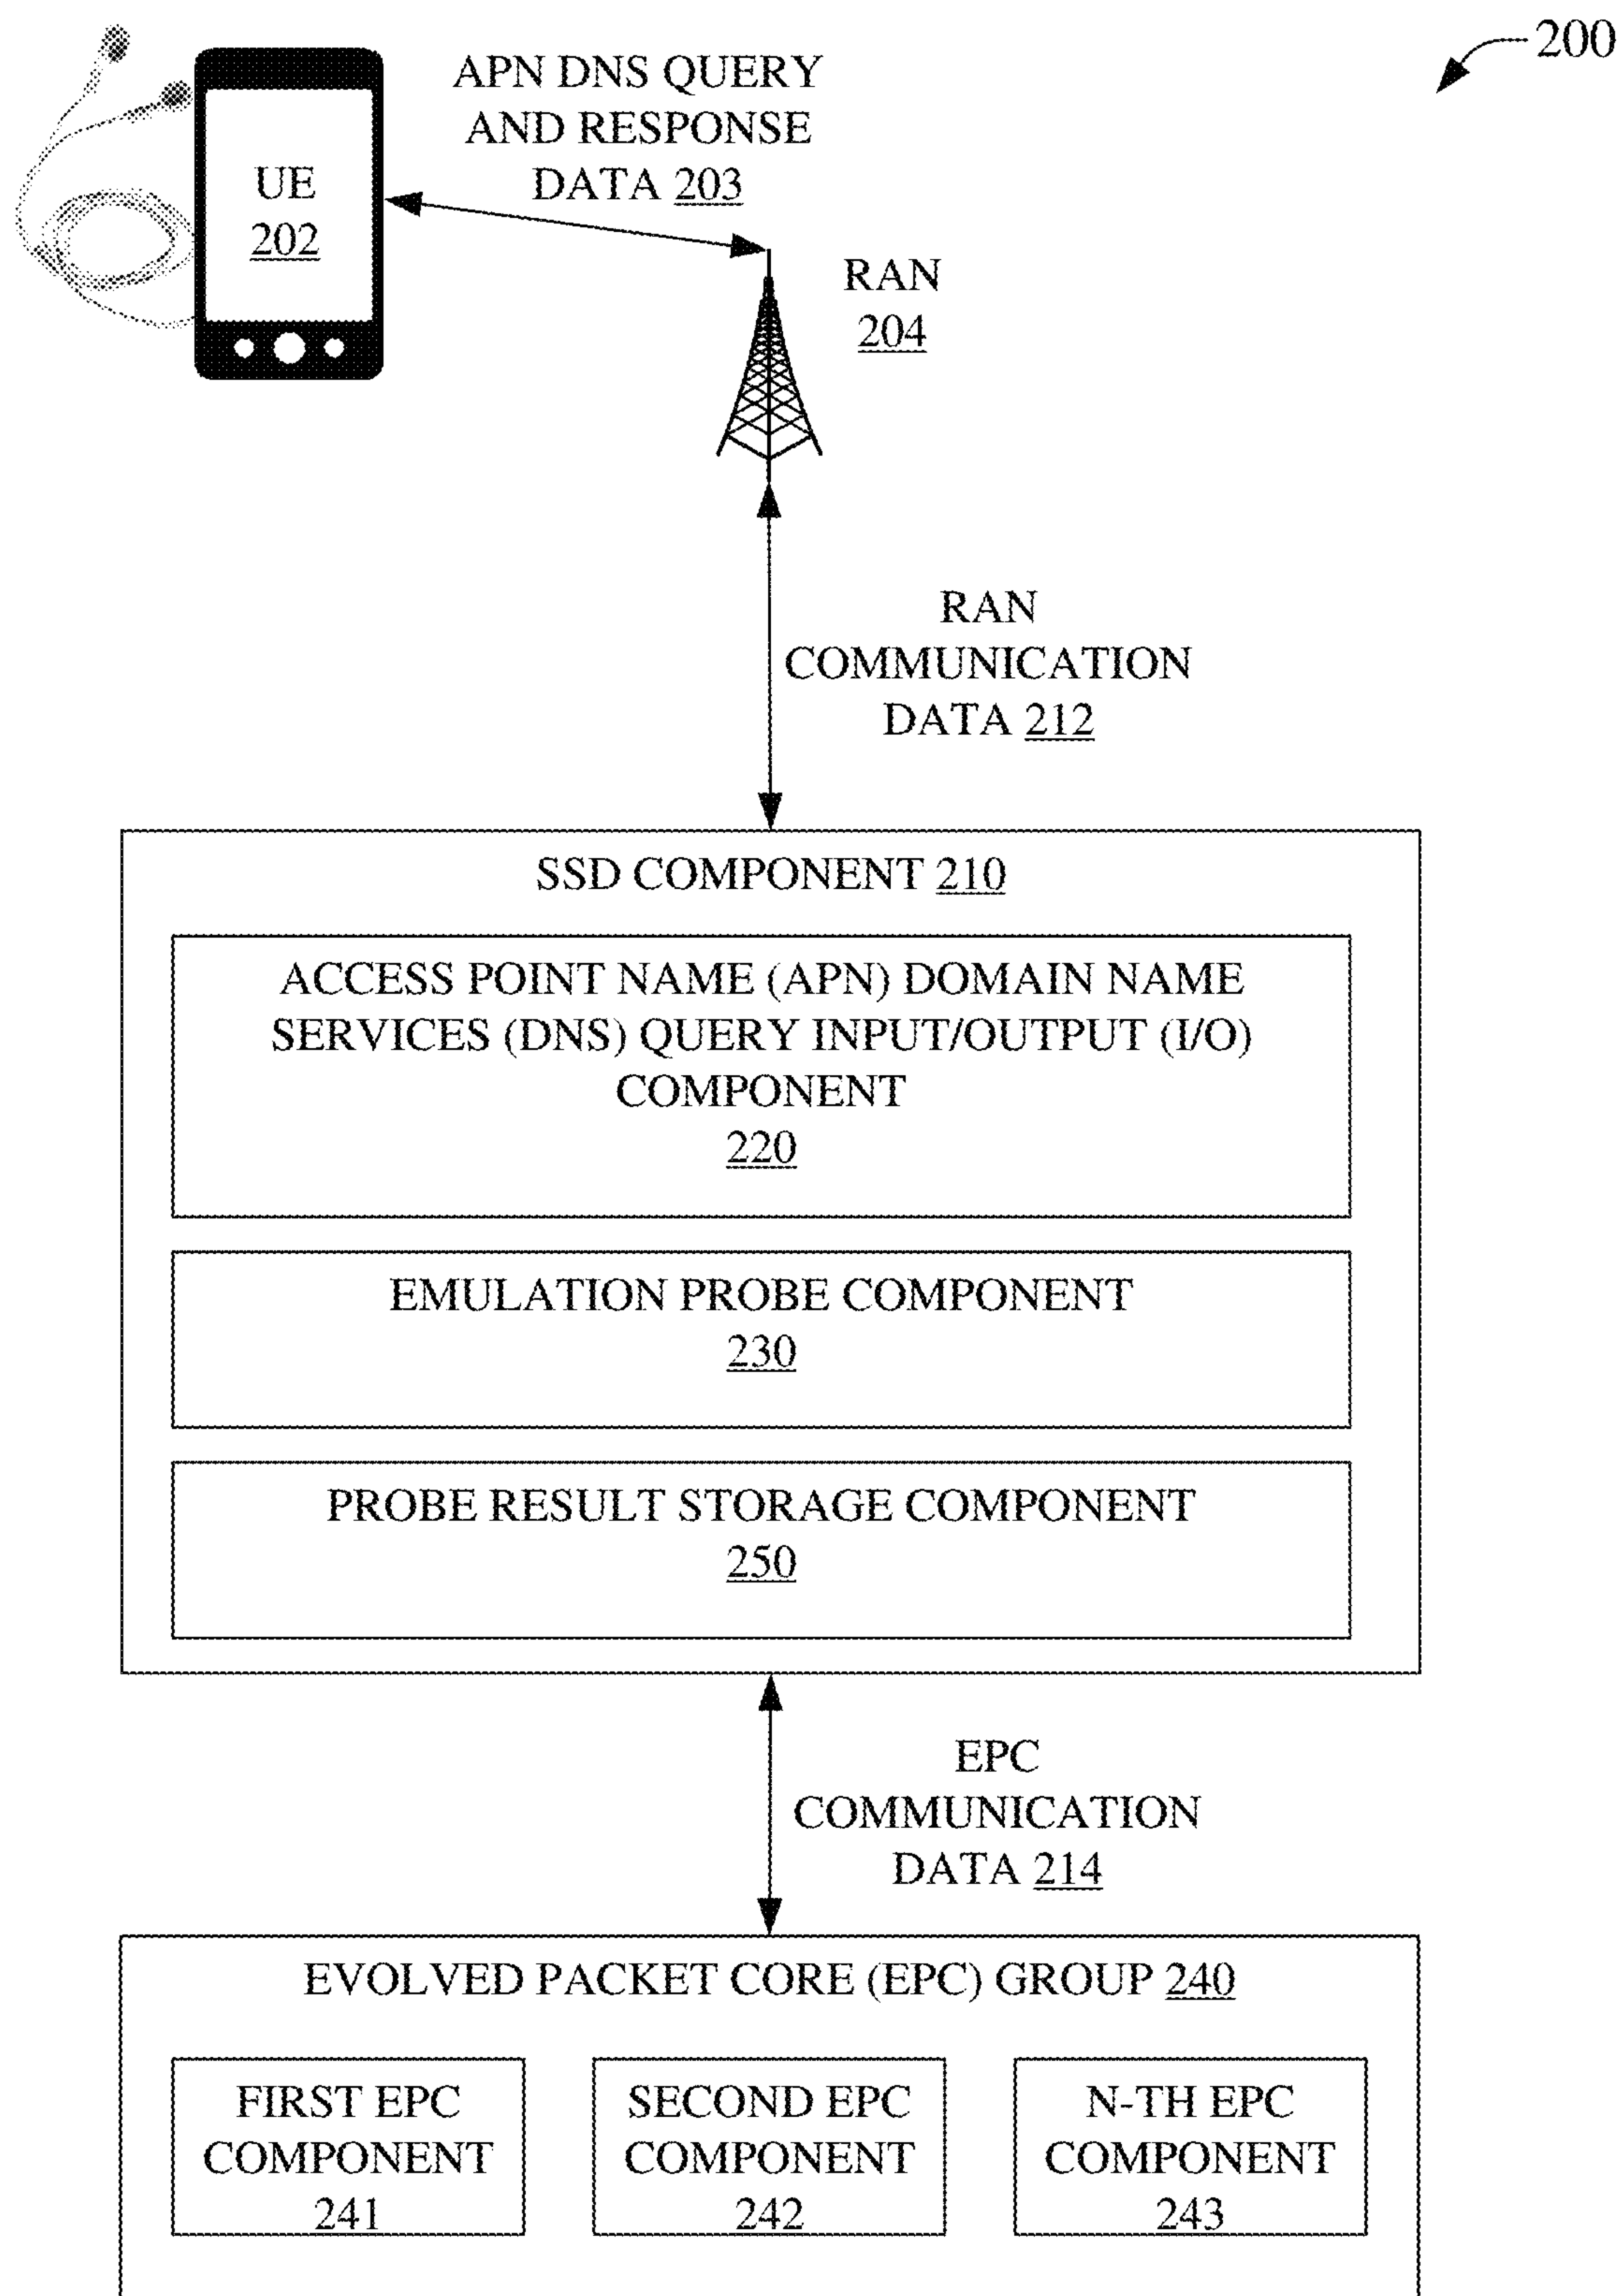 200
APN DNS QUERY
AND RESPONSE
DATA 203
UE
202
RAN
204
RAN
COMMUNICATION
DATA 212
SSD COMPONENT 210
ACCESS POINT NAME (APN) DOMAIN NAME
SERVICES (DNS) QUERY INPUT/OUTPUT (I/O)
COMPONENT
220
EMULATION PROBE COMPONENT
230
PROBE RESULT STORAGE COMPONENT
250
EPC
COMMUNICATION
DATA 214
EVOLVED PACKET CORE (EPC) GROUP 240
FIRST EPC
COMPONENT
241
SECOND EPC
COMPONENT
242
N-TH EPC
COMPONENT
243